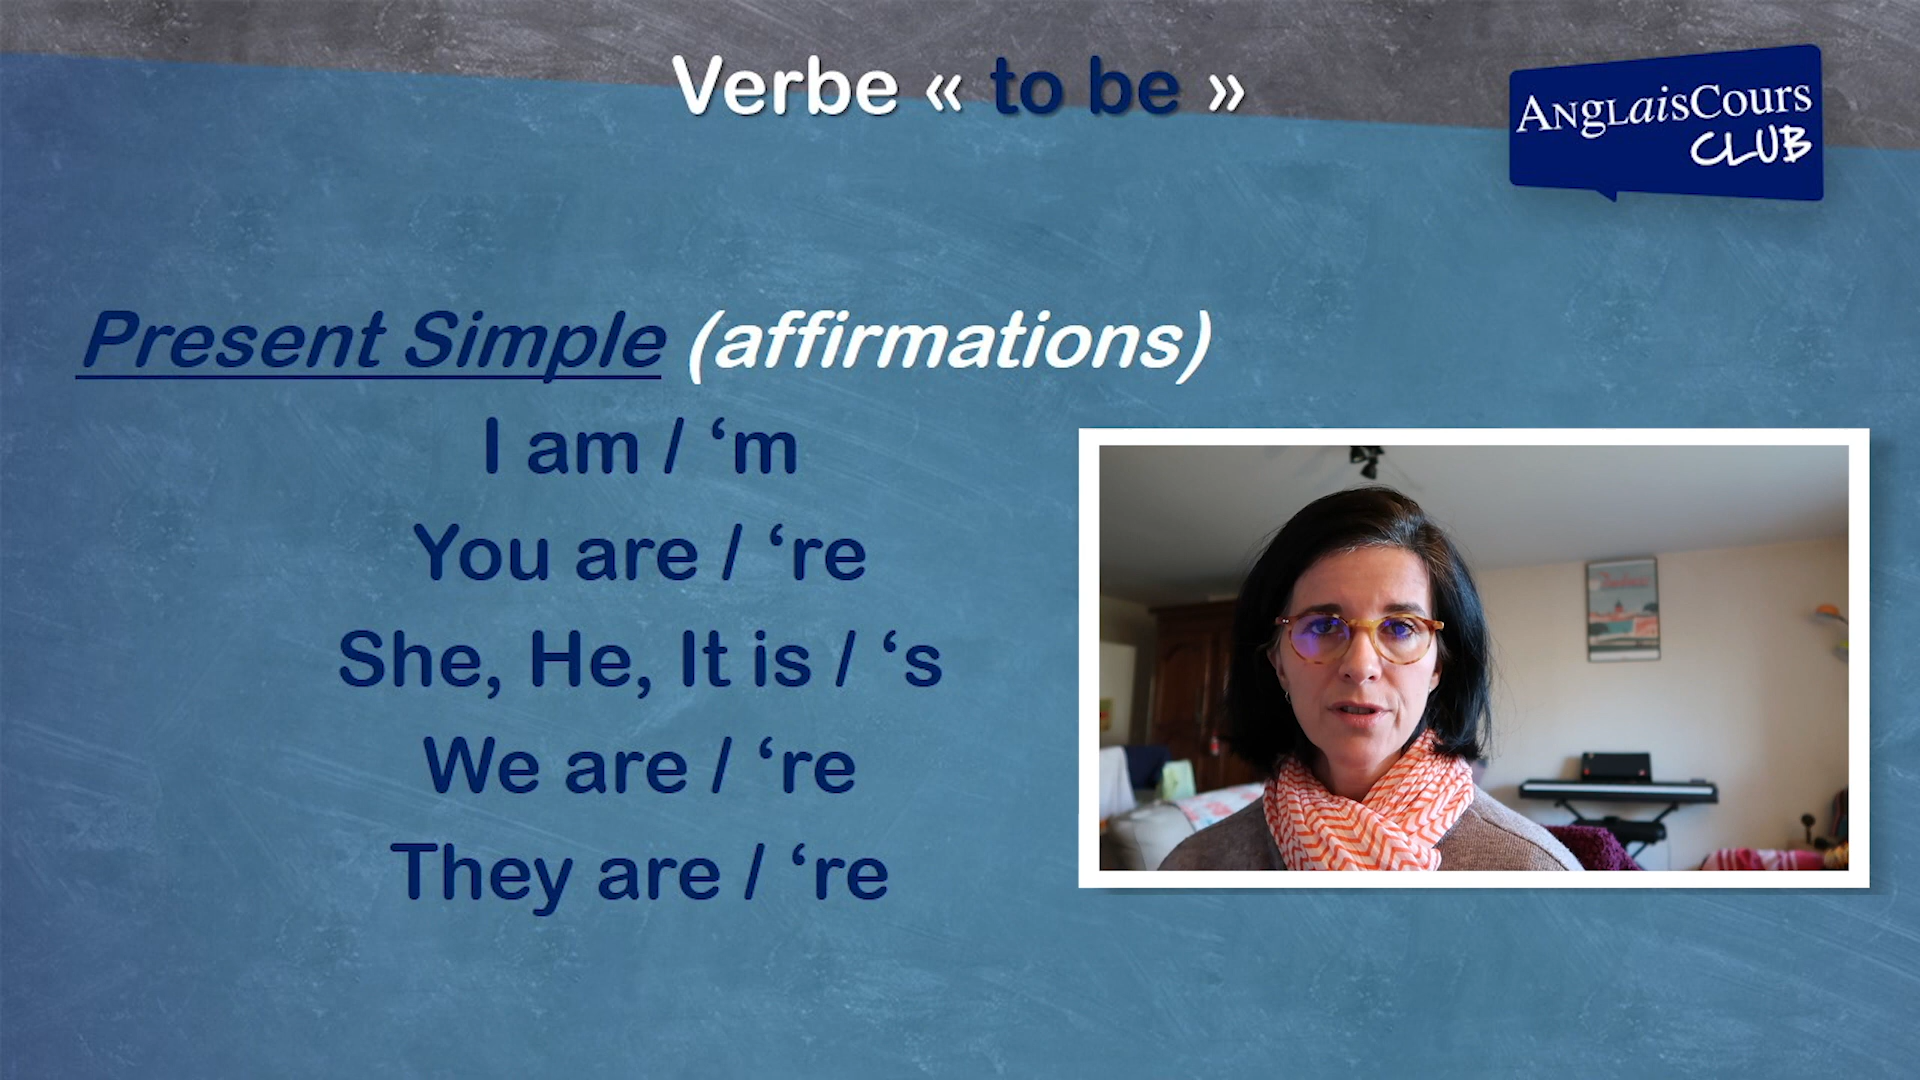 Verbe « to be »
AngLaisCours
CLUB
Present Simple (affirmations)
I am / ‘m
You are / ‘re
She, He, It is / ‘s
We are / ‘re
They are / ‘re